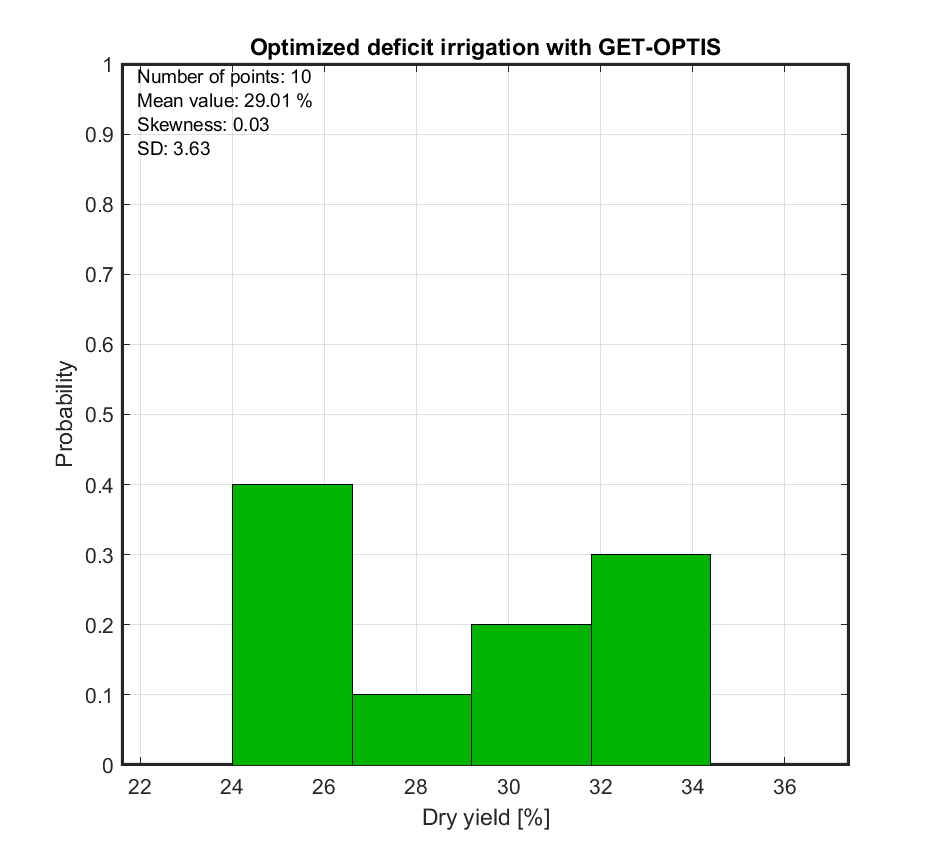 Optimized deficit irrigation with GET-OPTIS
Number of points: 10
Mean value: 29.01 %
Skewness: 0.03
SD: 3.63
1
0.9
0.8
0.7
0.6
0.5
0.4
0.3
0.2
0.1
0
Probability
22 24 26 28 30 32 34 36
Dry yield [%]